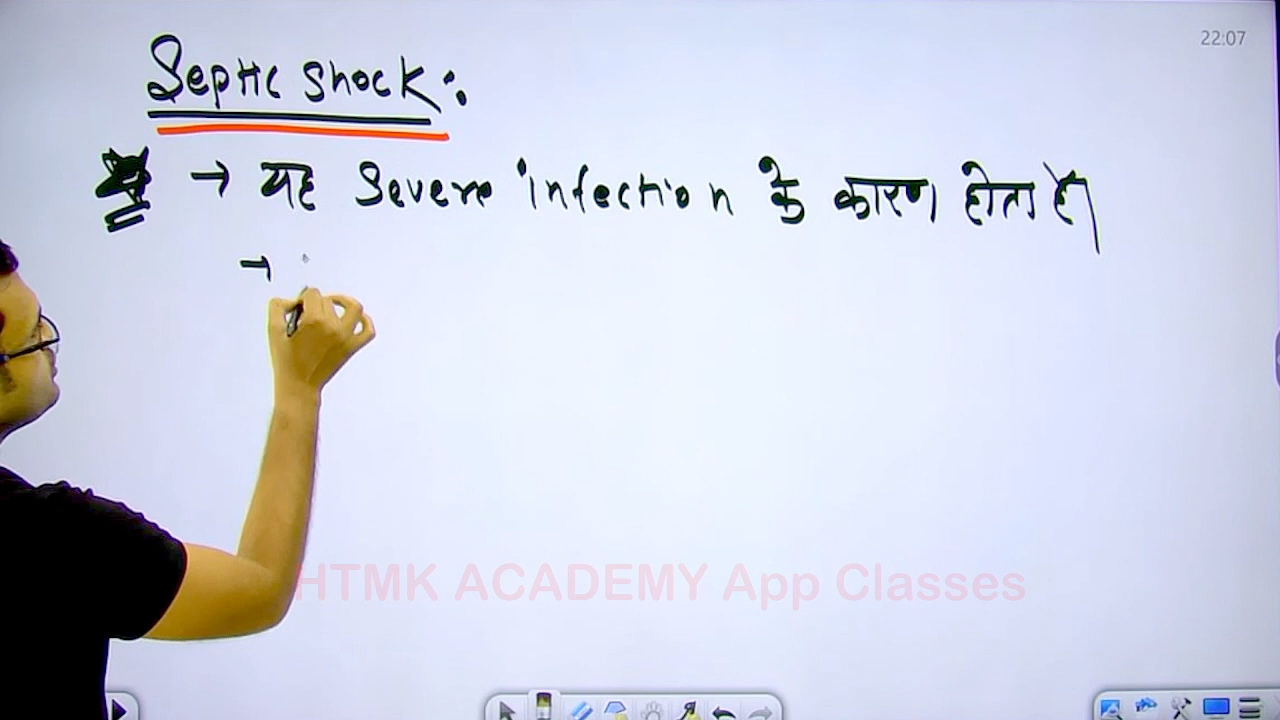 22:07
Septic Shock :
→ यह Severe infection के कारण होता है।
→
HTMK ACADEMY App Classes